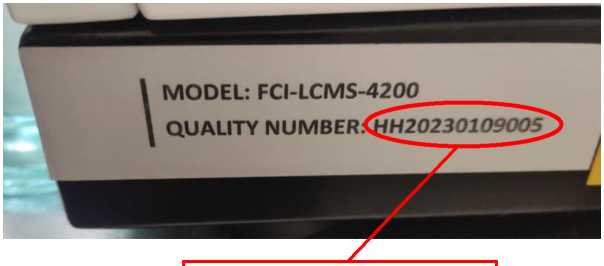 MODEL: FCI-LCMS-4200
QUALITY NUMBER: HH20230109005